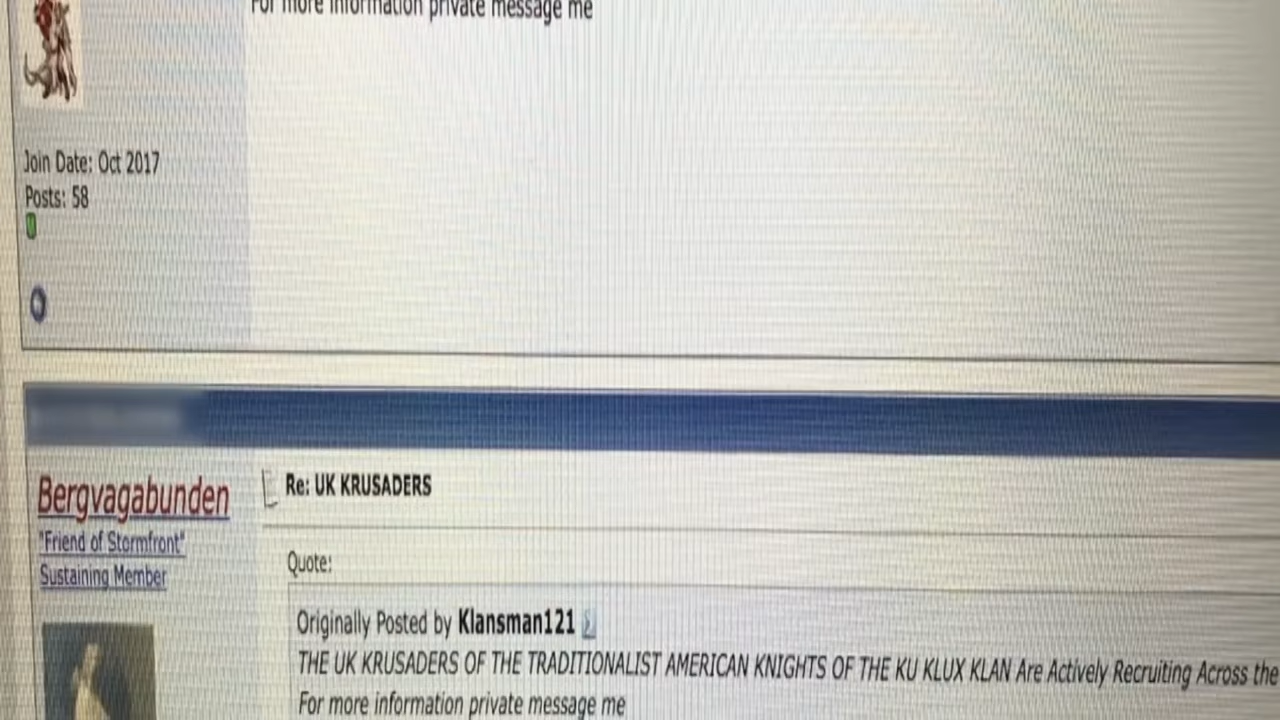 For more information private message me
Join Date: Oct 2017
Posts: 58
Bergvagabunden
"Friend of Stormfront"
Sustaining Member
Re: UK KRUSADERS
Quote:
Originally Posted by Klansman121
THE UK KRUSADERS OF THE TRADITIONALIST AMERICAN KNIGHTS OF THE KU KLUX KLAN Are Actively Recruiting Across the
For more information private message me